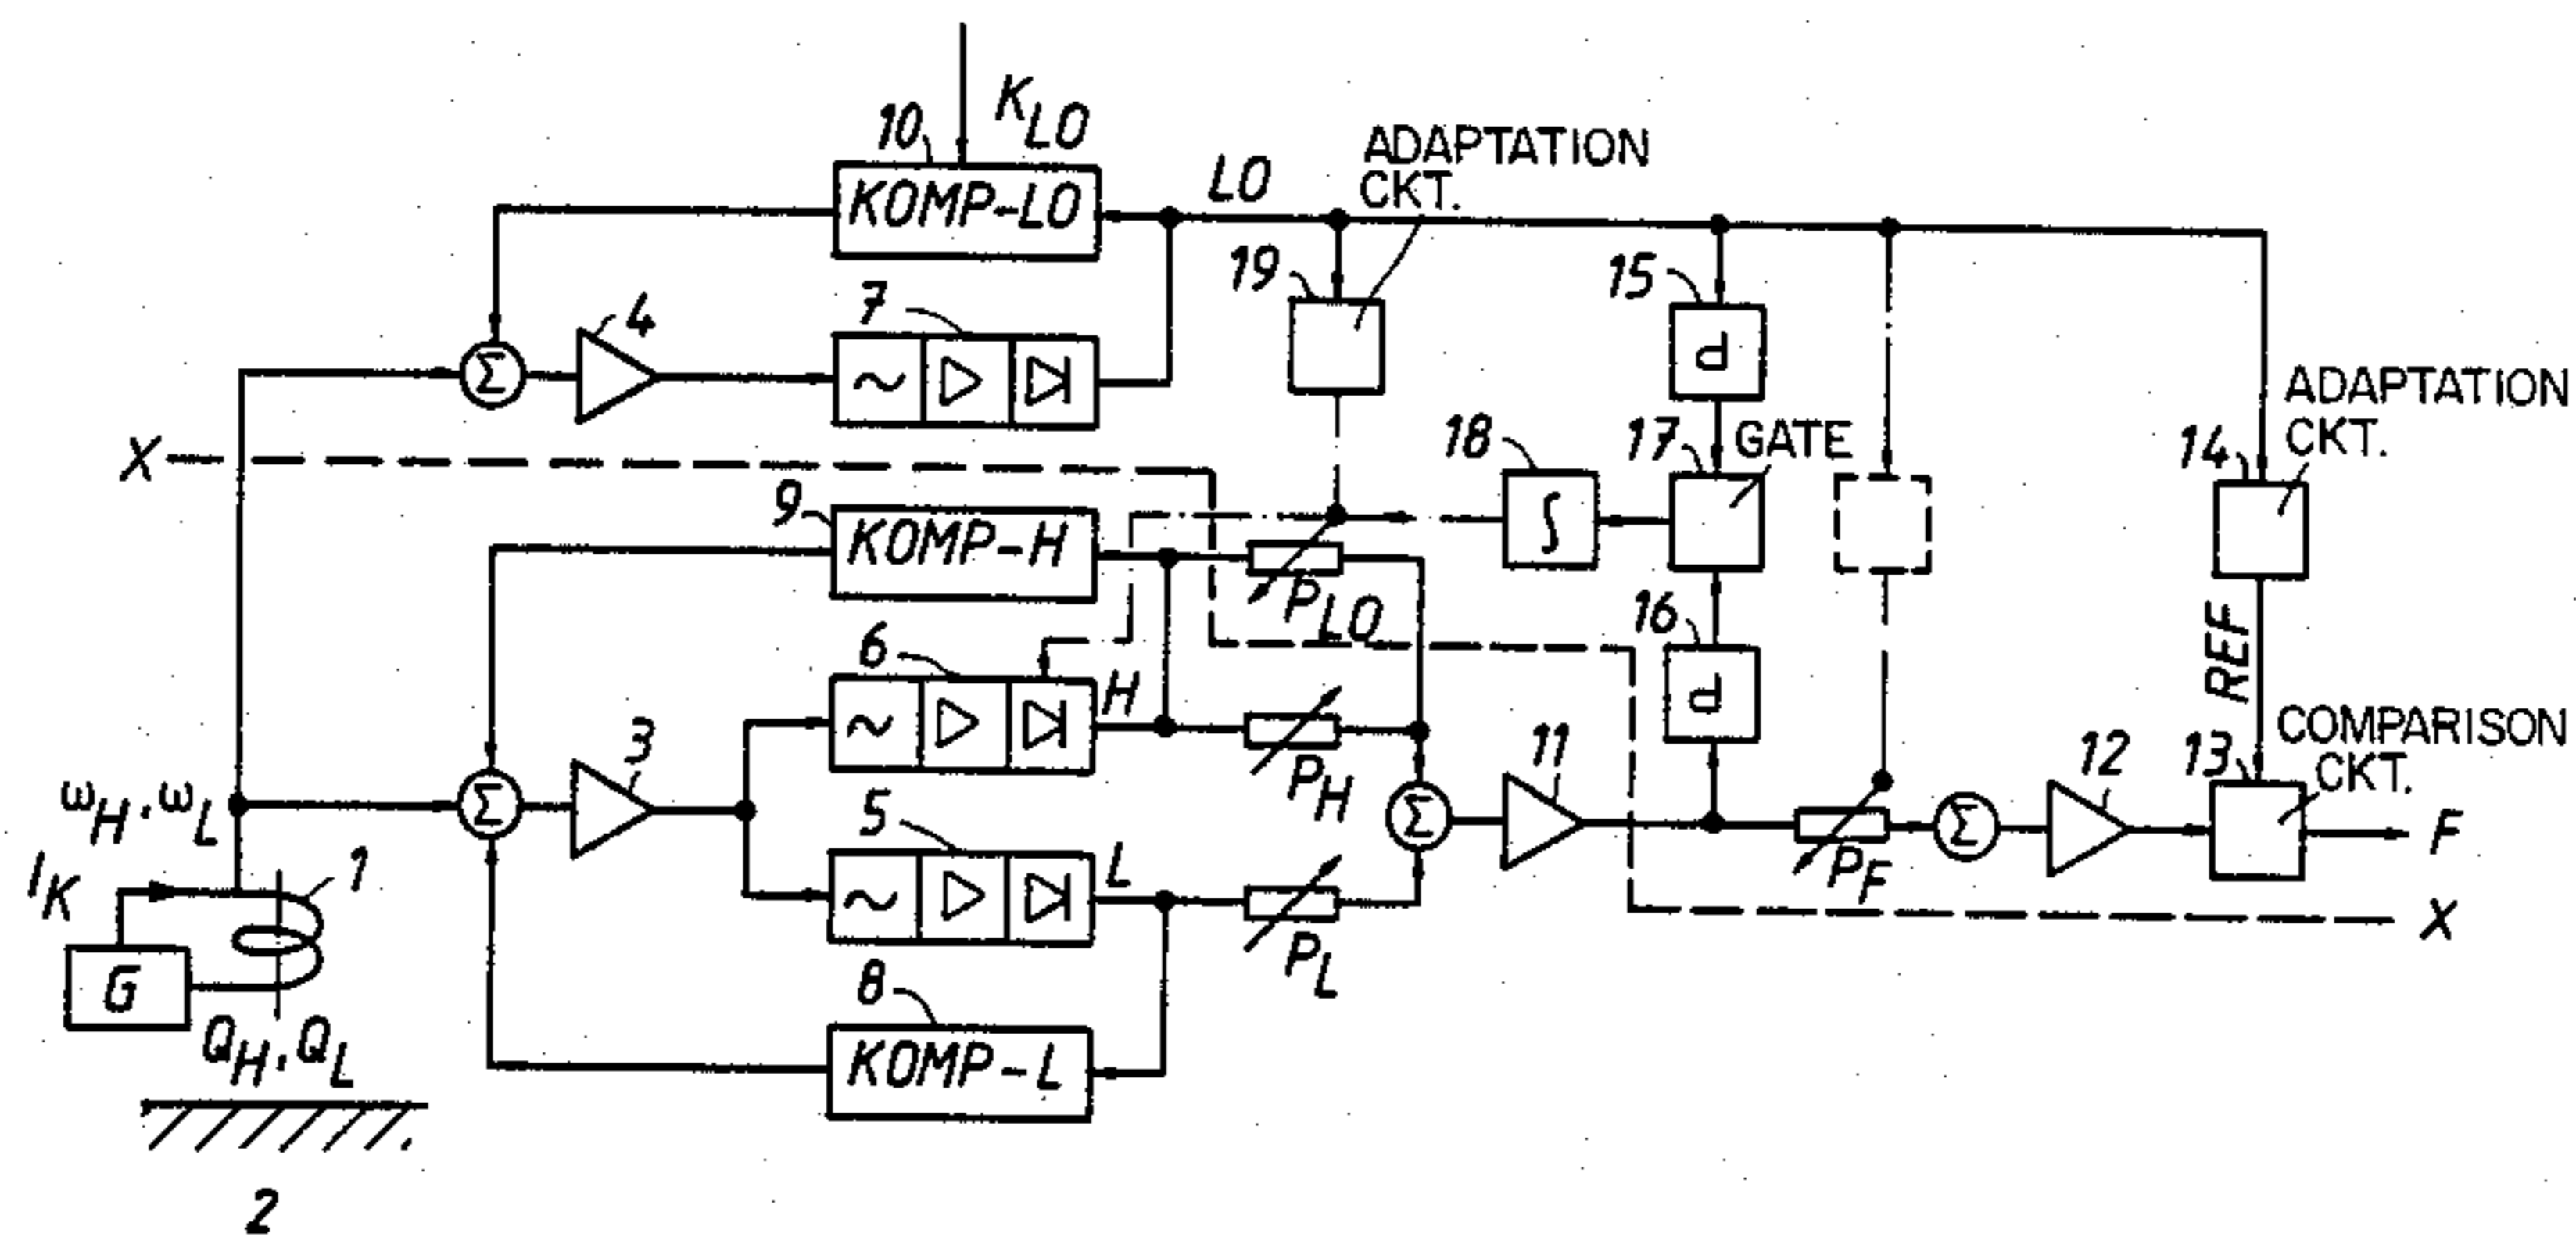 K_LO
10
KOMP-LO
LO
ADAPTATION
CKT.
19
15
d
4
7
~
X
ADAPTATION
CKT.
14
18
17
GATE
∫
9
KOMP-H
P_LO
16
d
REF
6
~
H
3
P_H
11
12
13
COMPARISON
CKT.
F
ω_H, ω_L
Σ
Σ
Σ
Σ
5
~
L
P_L
P_F
X
I_K
1
G
Q_H, Q_L
8
KOMP-L
2